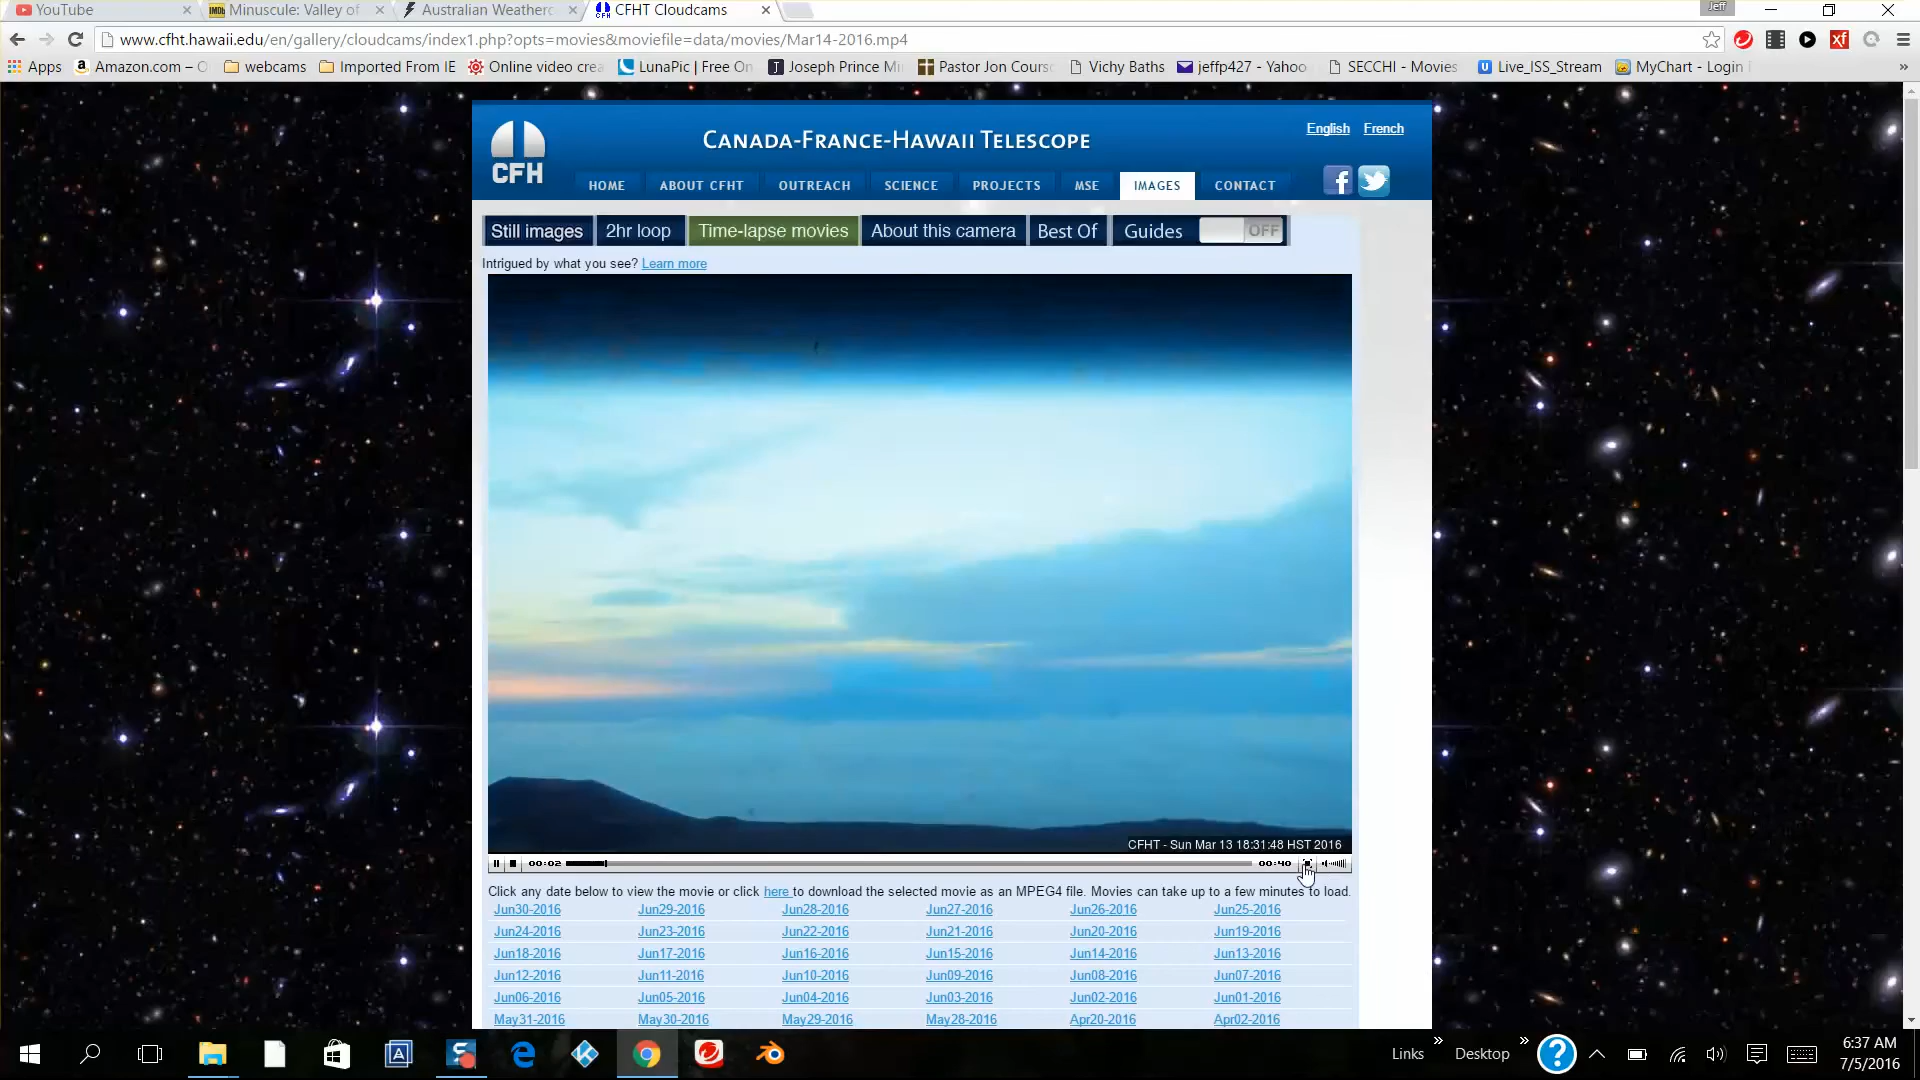 YouTube
Minuscule: Valley of
Australian Weather
CFHT Cloudcams
Jeff
www.cfht.hawaii.edu/en/gallery/cloudcams/index1.php?opts=movies&moviefile=data/movies/Mar14-2016.mp4
Apps
Amazon.com –
webcams
Imported From IE
Online video crea
LunaPic | Free On
Joseph Prince Mi
Pastor Jon Cours
Vichy Baths
jeffp427 - Yahoo
SECCHI - Movies
Live_ISS_Stream
MyChart - Login
CFH
CANADA-FRANCE-HAWAII TELESCOPE
English French
HOME ABOUT CFHT OUTREACH SCIENCE PROJECTS MSE IMAGES CONTACT
Still images 2hr loop Time-lapse movies About this camera Best Of Guides OFF
Intrigued by what you see? Learn more
CFHT - Sun Mar 13 18:31:48 HST 2016
00:02 00:40
Click any date below to view the movie or click here to download the selected movie as an MPEG4 file. Movies can take up to a few minutes to load.
Jun30-2016 Jun29-2016 Jun28-2016 Jun27-2016 Jun26-2016 Jun25-2016
Jun24-2016 Jun23-2016 Jun22-2016 Jun21-2016 Jun20-2016 Jun19-2016
Jun18-2016 Jun17-2016 Jun16-2016 Jun15-2016 Jun14-2016 Jun13-2016
Jun12-2016 Jun11-2016 Jun10-2016 Jun09-2016 Jun08-2016 Jun07-2016
Jun06-2016 Jun05-2016 Jun04-2016 Jun03-2016 Jun02-2016 Jun01-2016
May31-2016 May30-2016 May29-2016 May28-2016 Apr20-2016 Apr02-2016
Links
Desktop
6:37 AM
7/5/2016